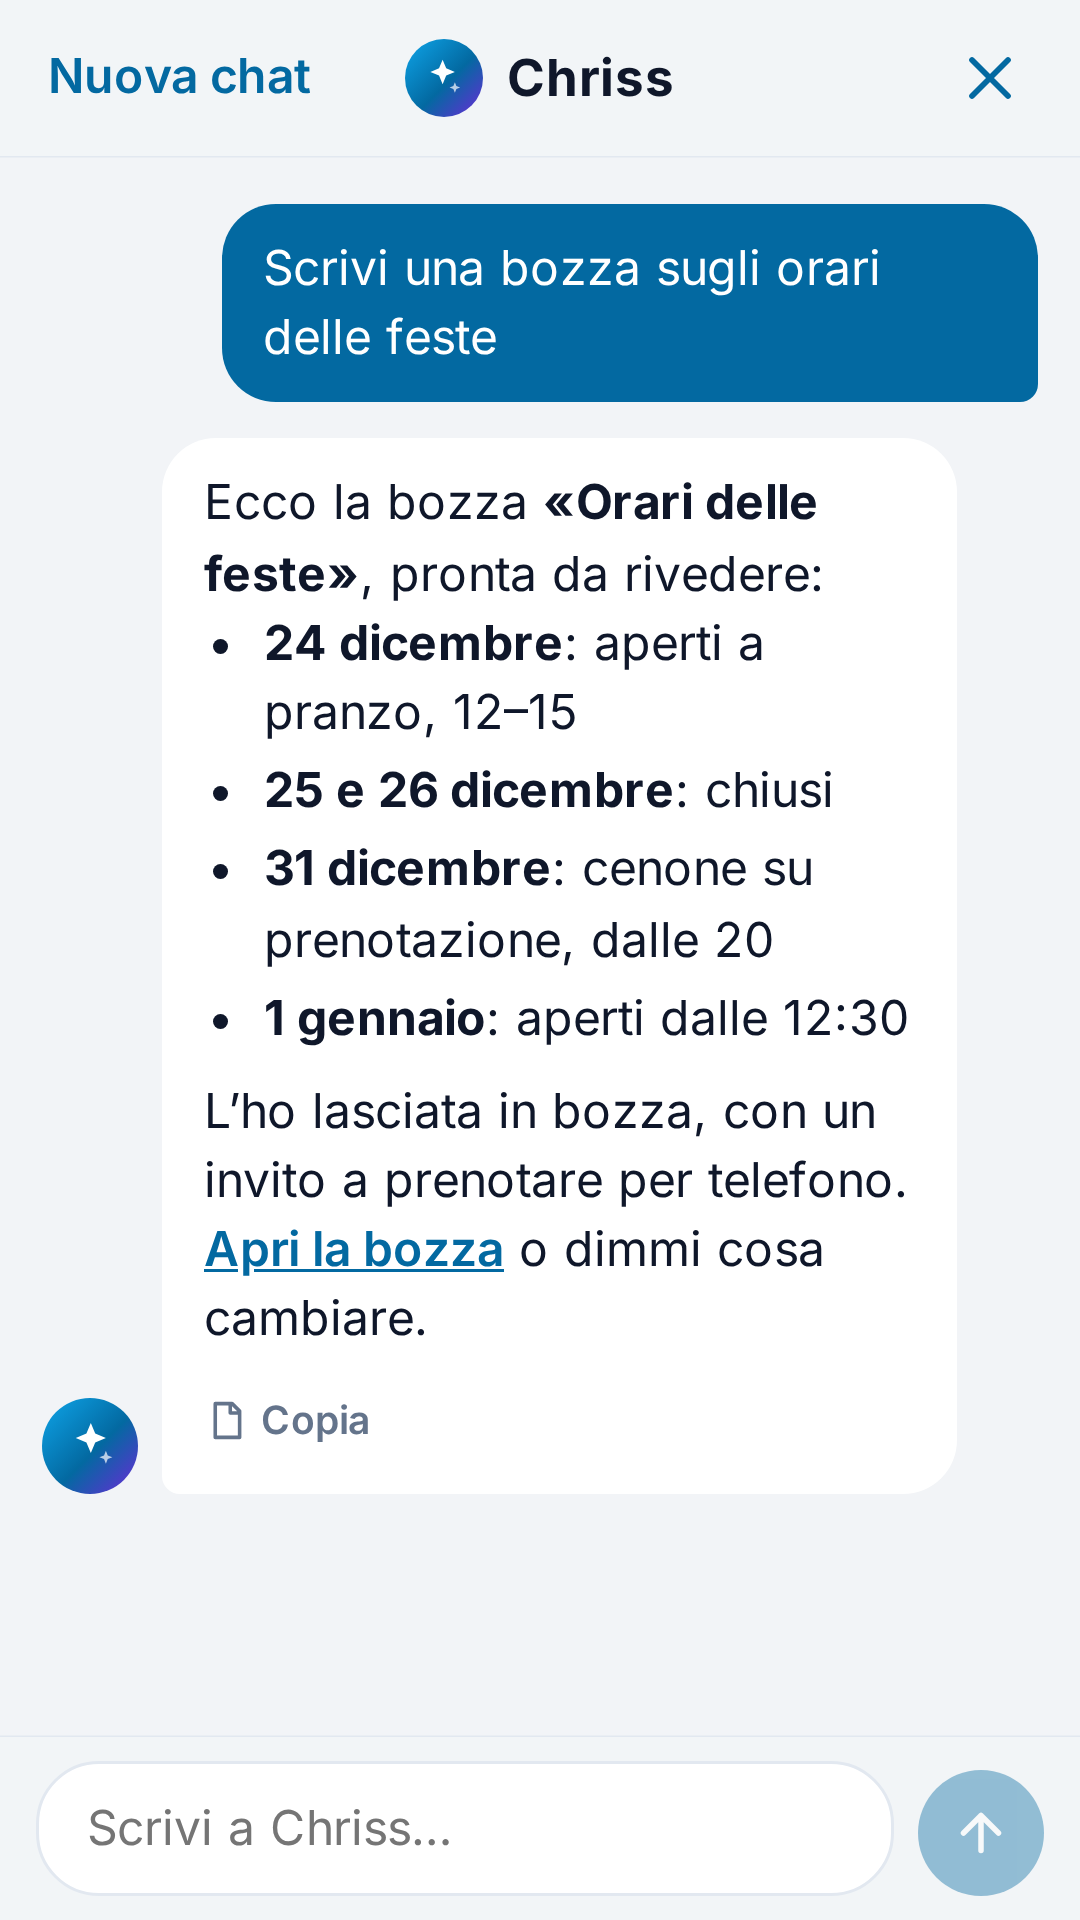 Nuova chat
Chriss
Scrivi una bozza sugli orari
delle feste
Ecco la bozza «Orari delle
feste», pronta da rivedere:
• 24 dicembre: aperti a
pranzo, 12–15
• 25 e 26 dicembre: chiusi
• 31 dicembre: cenone su
prenotazione, dalle 20
• 1 gennaio: aperti dalle 12:30
L’ho lasciata in bozza, con un
invito a prenotare per telefono.
Apri la bozza o dimmi cosa
cambiare.
Copia
Scrivi a Chriss...